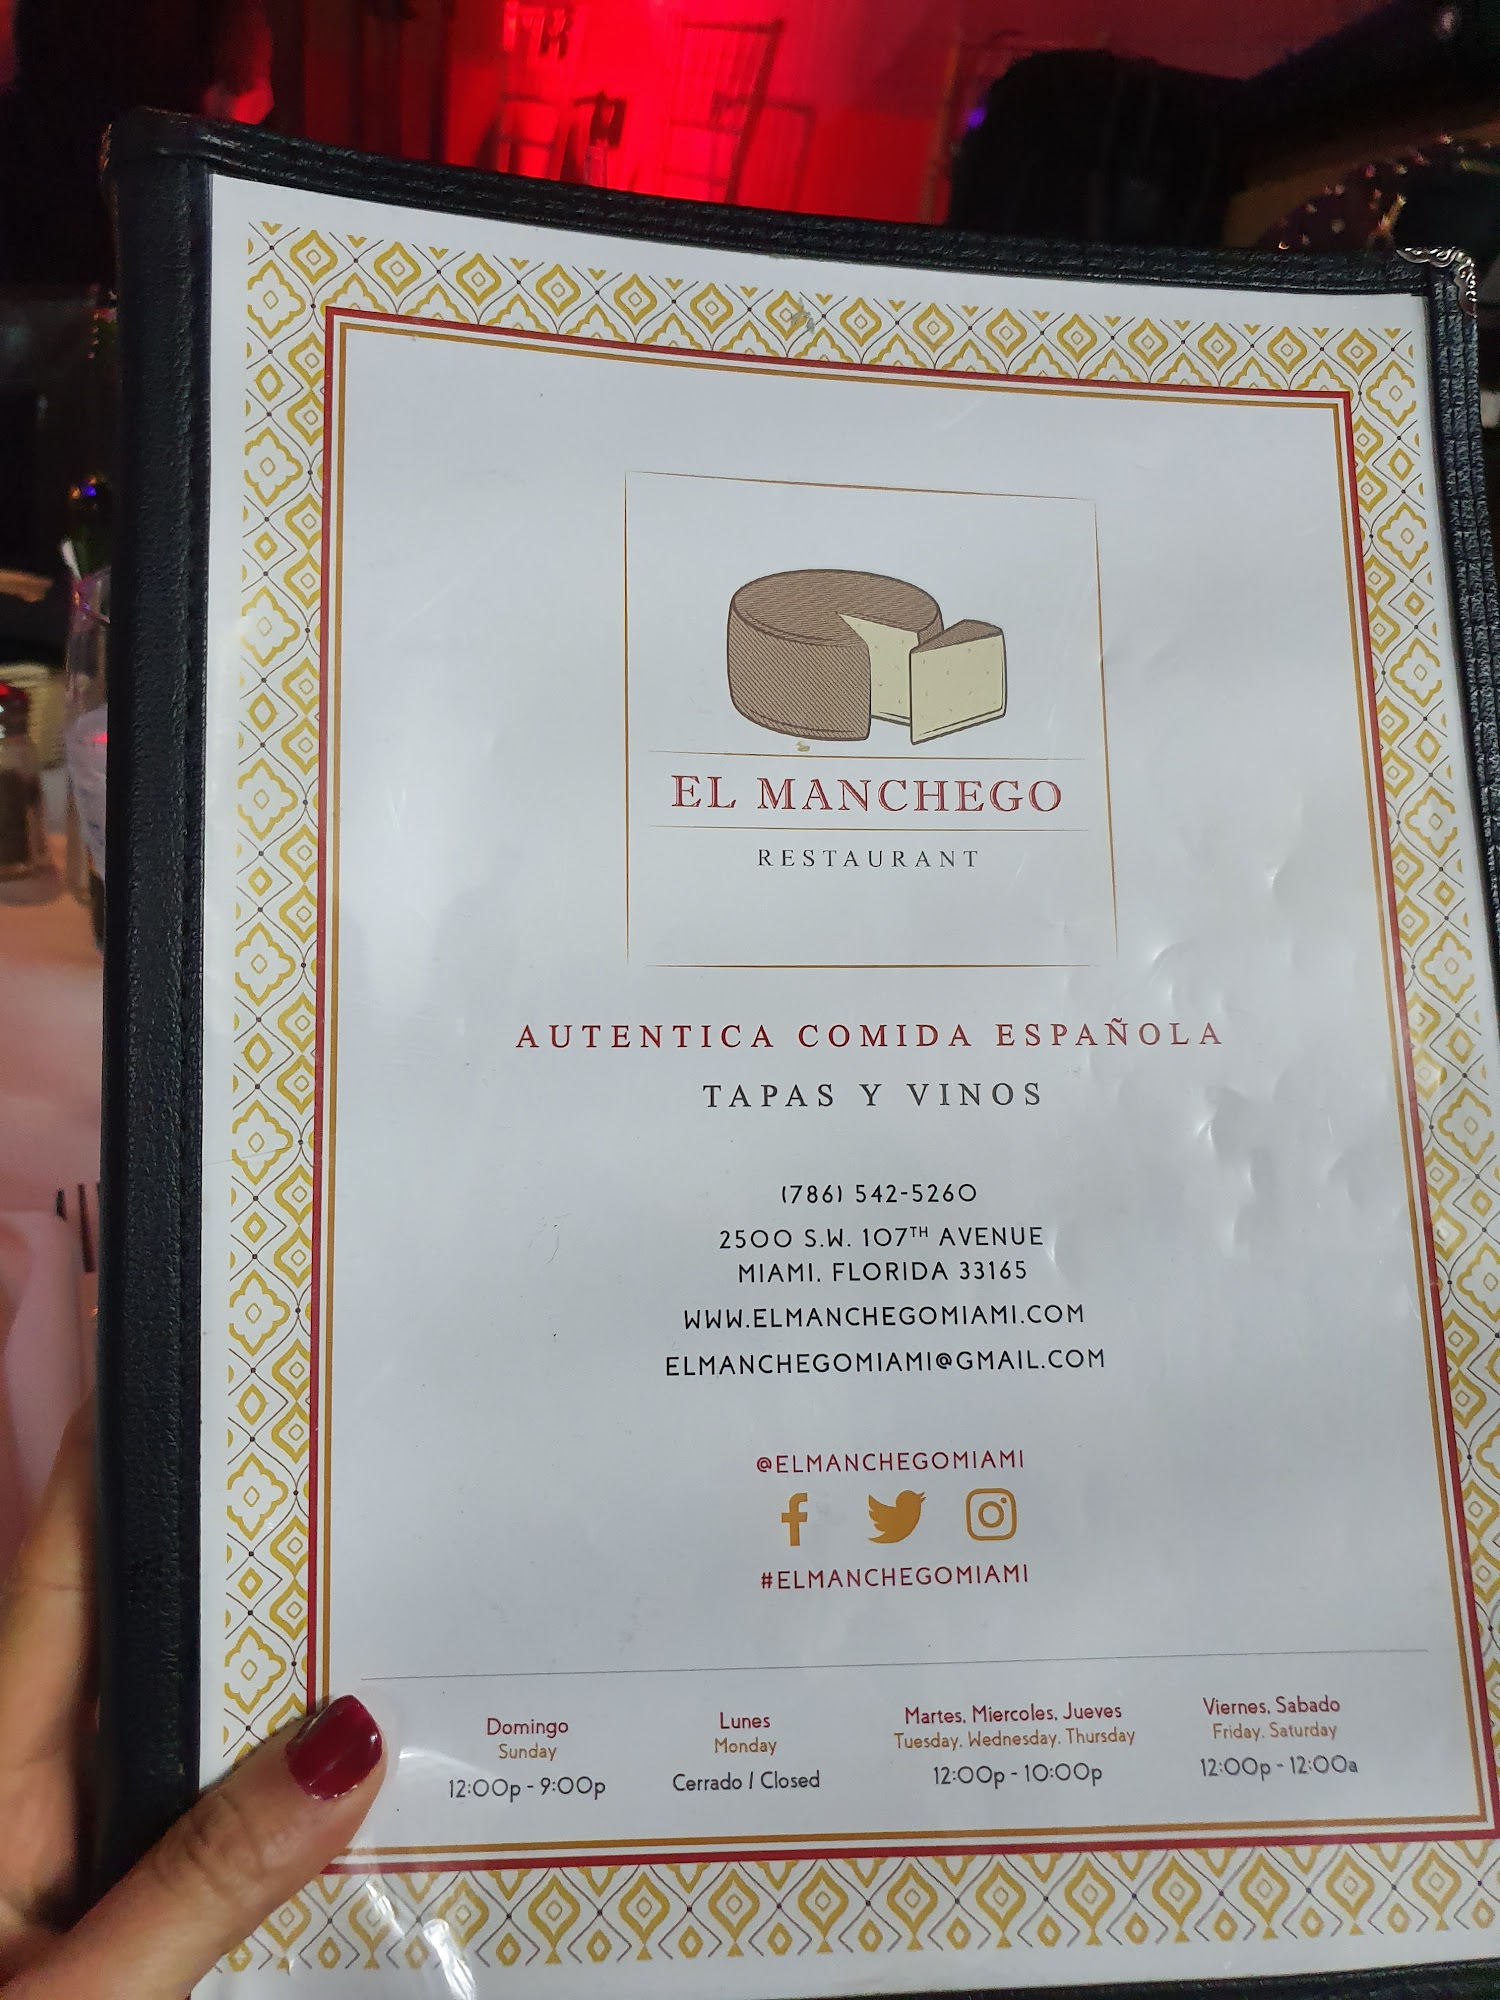 EL MANCHEGO
RESTAURANT
AUTENTICA COMIDA ESPAÑOLA
TAPAS Y VINOS
(786) 542-5260
2500 S.W. 107TH AVENUE
MIAMI, FLORIDA 33165
WWW.ELMANCHEGOMIAMI.COM
ELMANCHEGOMIAMI@GMAIL.COM
@ELMANCHEGOMIAMI
#ELMANCHEGOMIAMI
Domingo
Sunday
12:00p - 9:00p
Lunes
Monday
Cerrado / Closed
Martes, Miercoles, Jueves
Tuesday, Wednesday, Thursday
12:00p - 10:00p
Viernes, Sabado
Friday, Saturday
12:00p - 12:00a